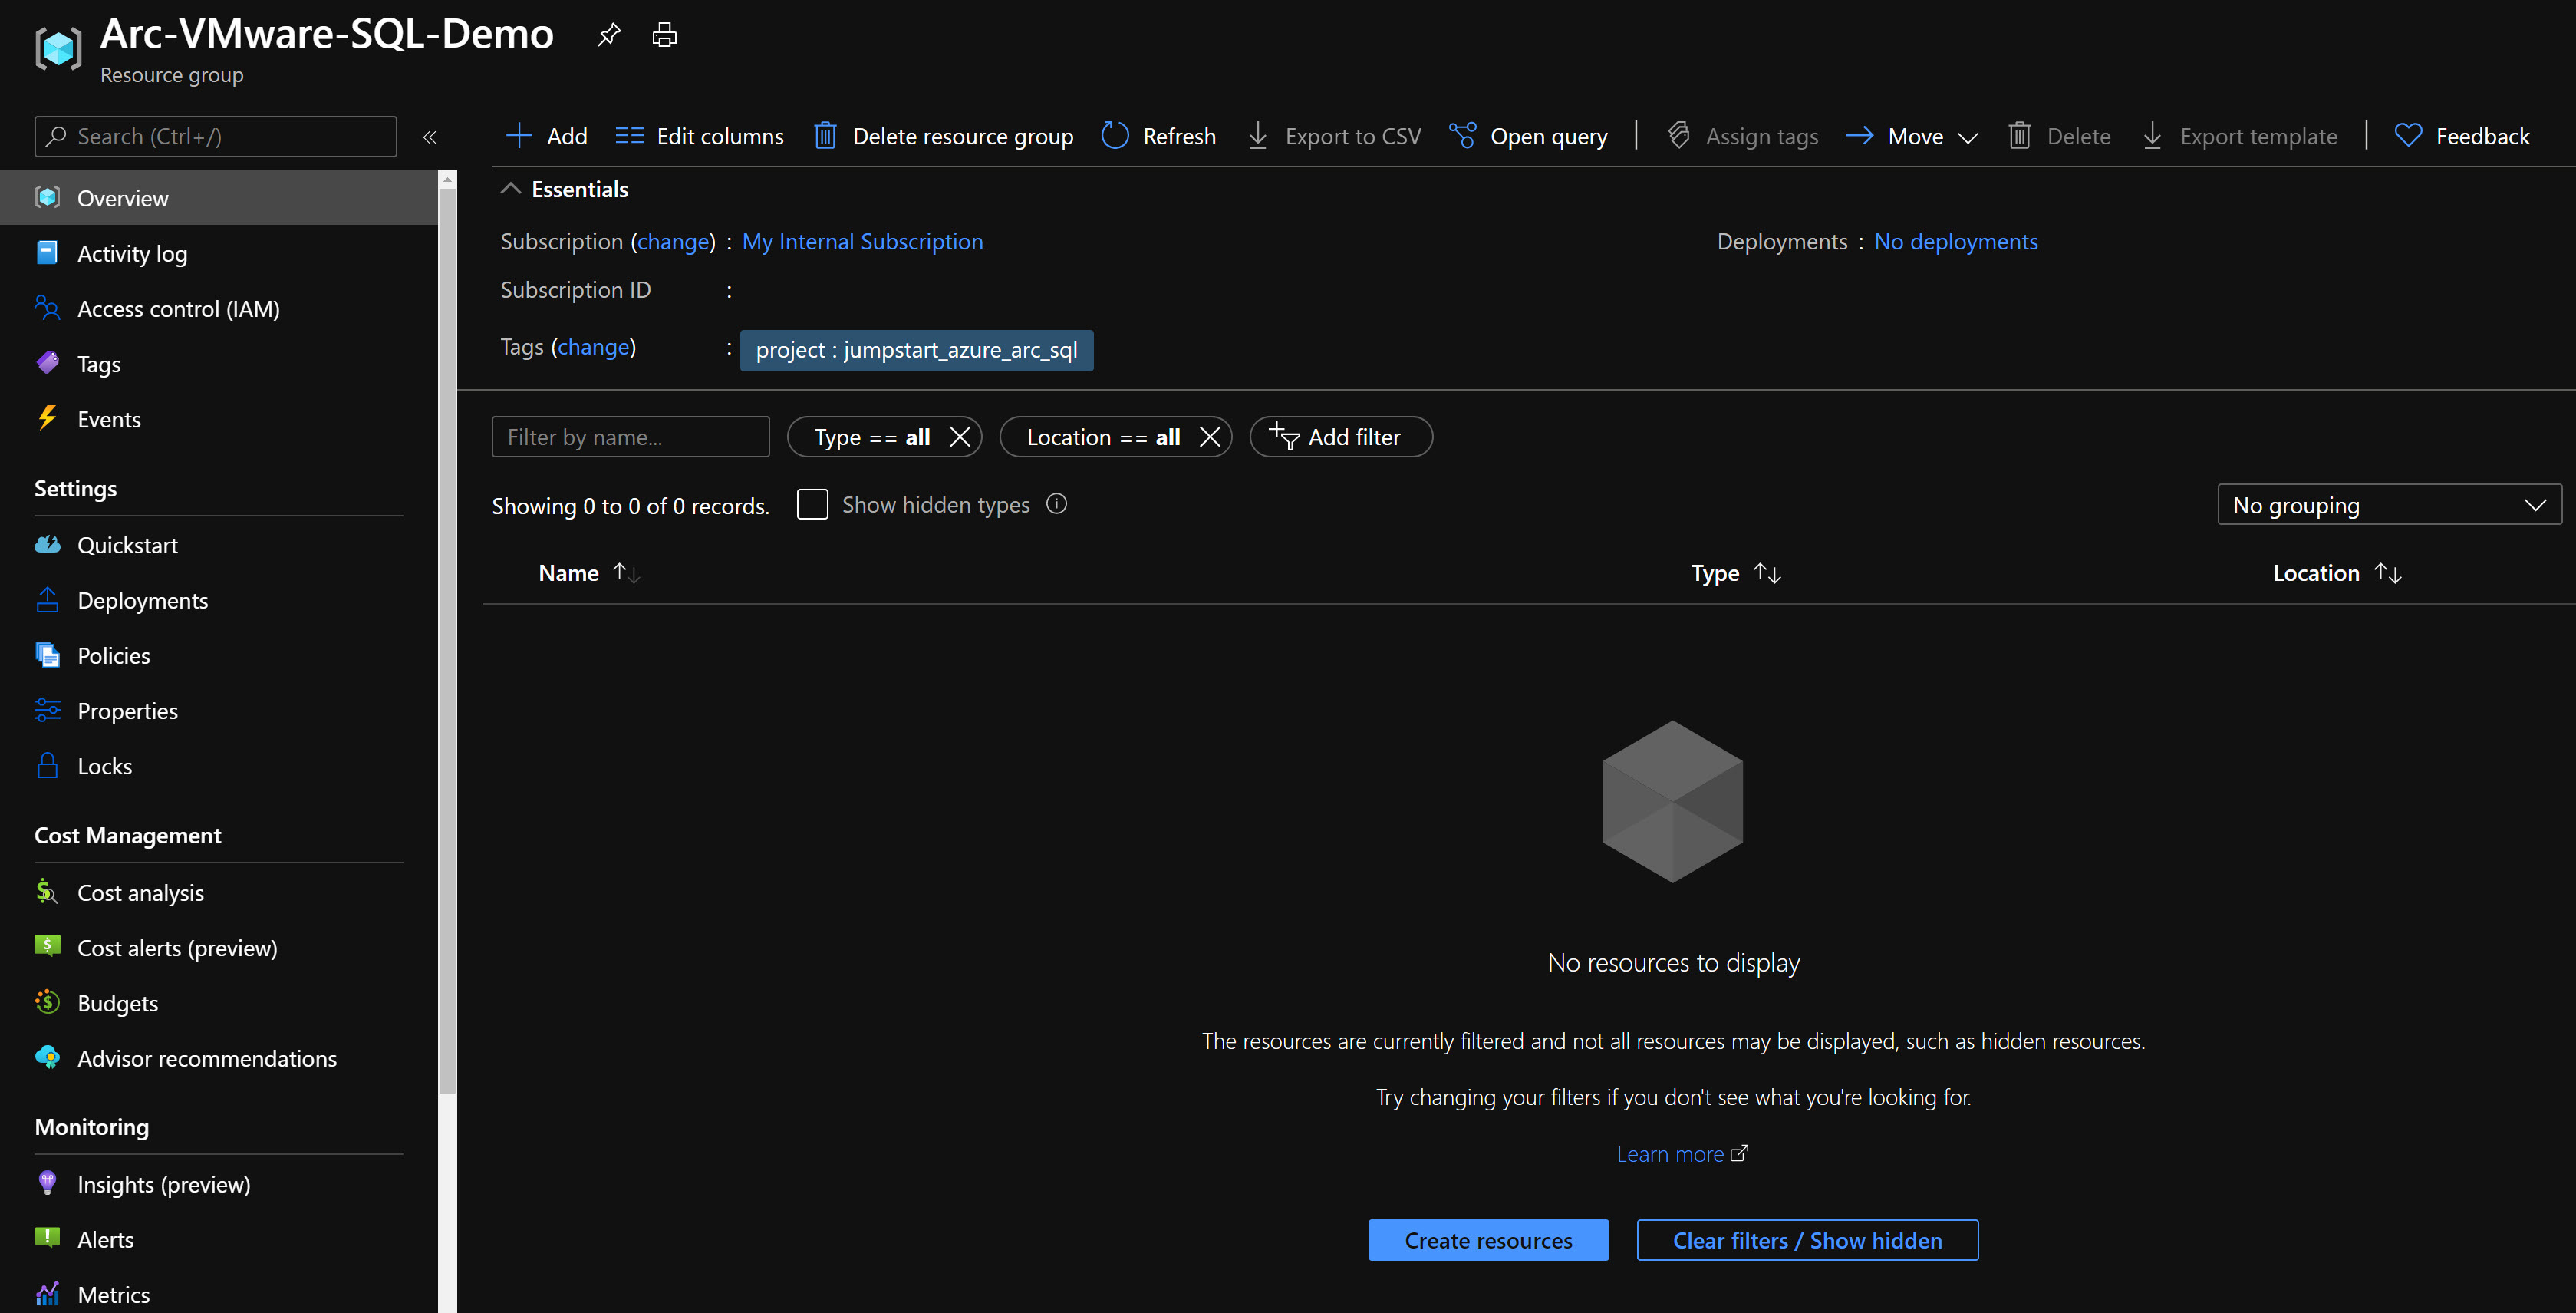 Arc-VMware-SQL-Demo
Resource group
Search (Ctrl+/)
«
Add
Edit columns
Delete resource group
Refresh
Export to CSV
Open query
Assign tags
Move
Delete
Export template
Feedback
Overview
Activity log
Access control (IAM)
Tags
Events
Settings
Quickstart
Deployments
Policies
Properties
Locks
Cost Management
Cost analysis
Cost alerts (preview)
Budgets
Advisor recommendations
Monitoring
Insights (preview)
Alerts
Metrics
Essentials
Subscription (change) : My Internal Subscription
Deployments : No deployments
Subscription ID :
Tags (change) : project : jumpstart_azure_arc_sql
Filter by name...
Type == all
Location == all
Add filter
Showing 0 to 0 of 0 records.
Show hidden types
No grouping
Name
Type
Location
No resources to display
The resources are currently filtered and not all resources may be displayed, such as hidden resources.
Try changing your filters if you don't see what you're looking for.
Learn more
Create resources
Clear filters / Show hidden